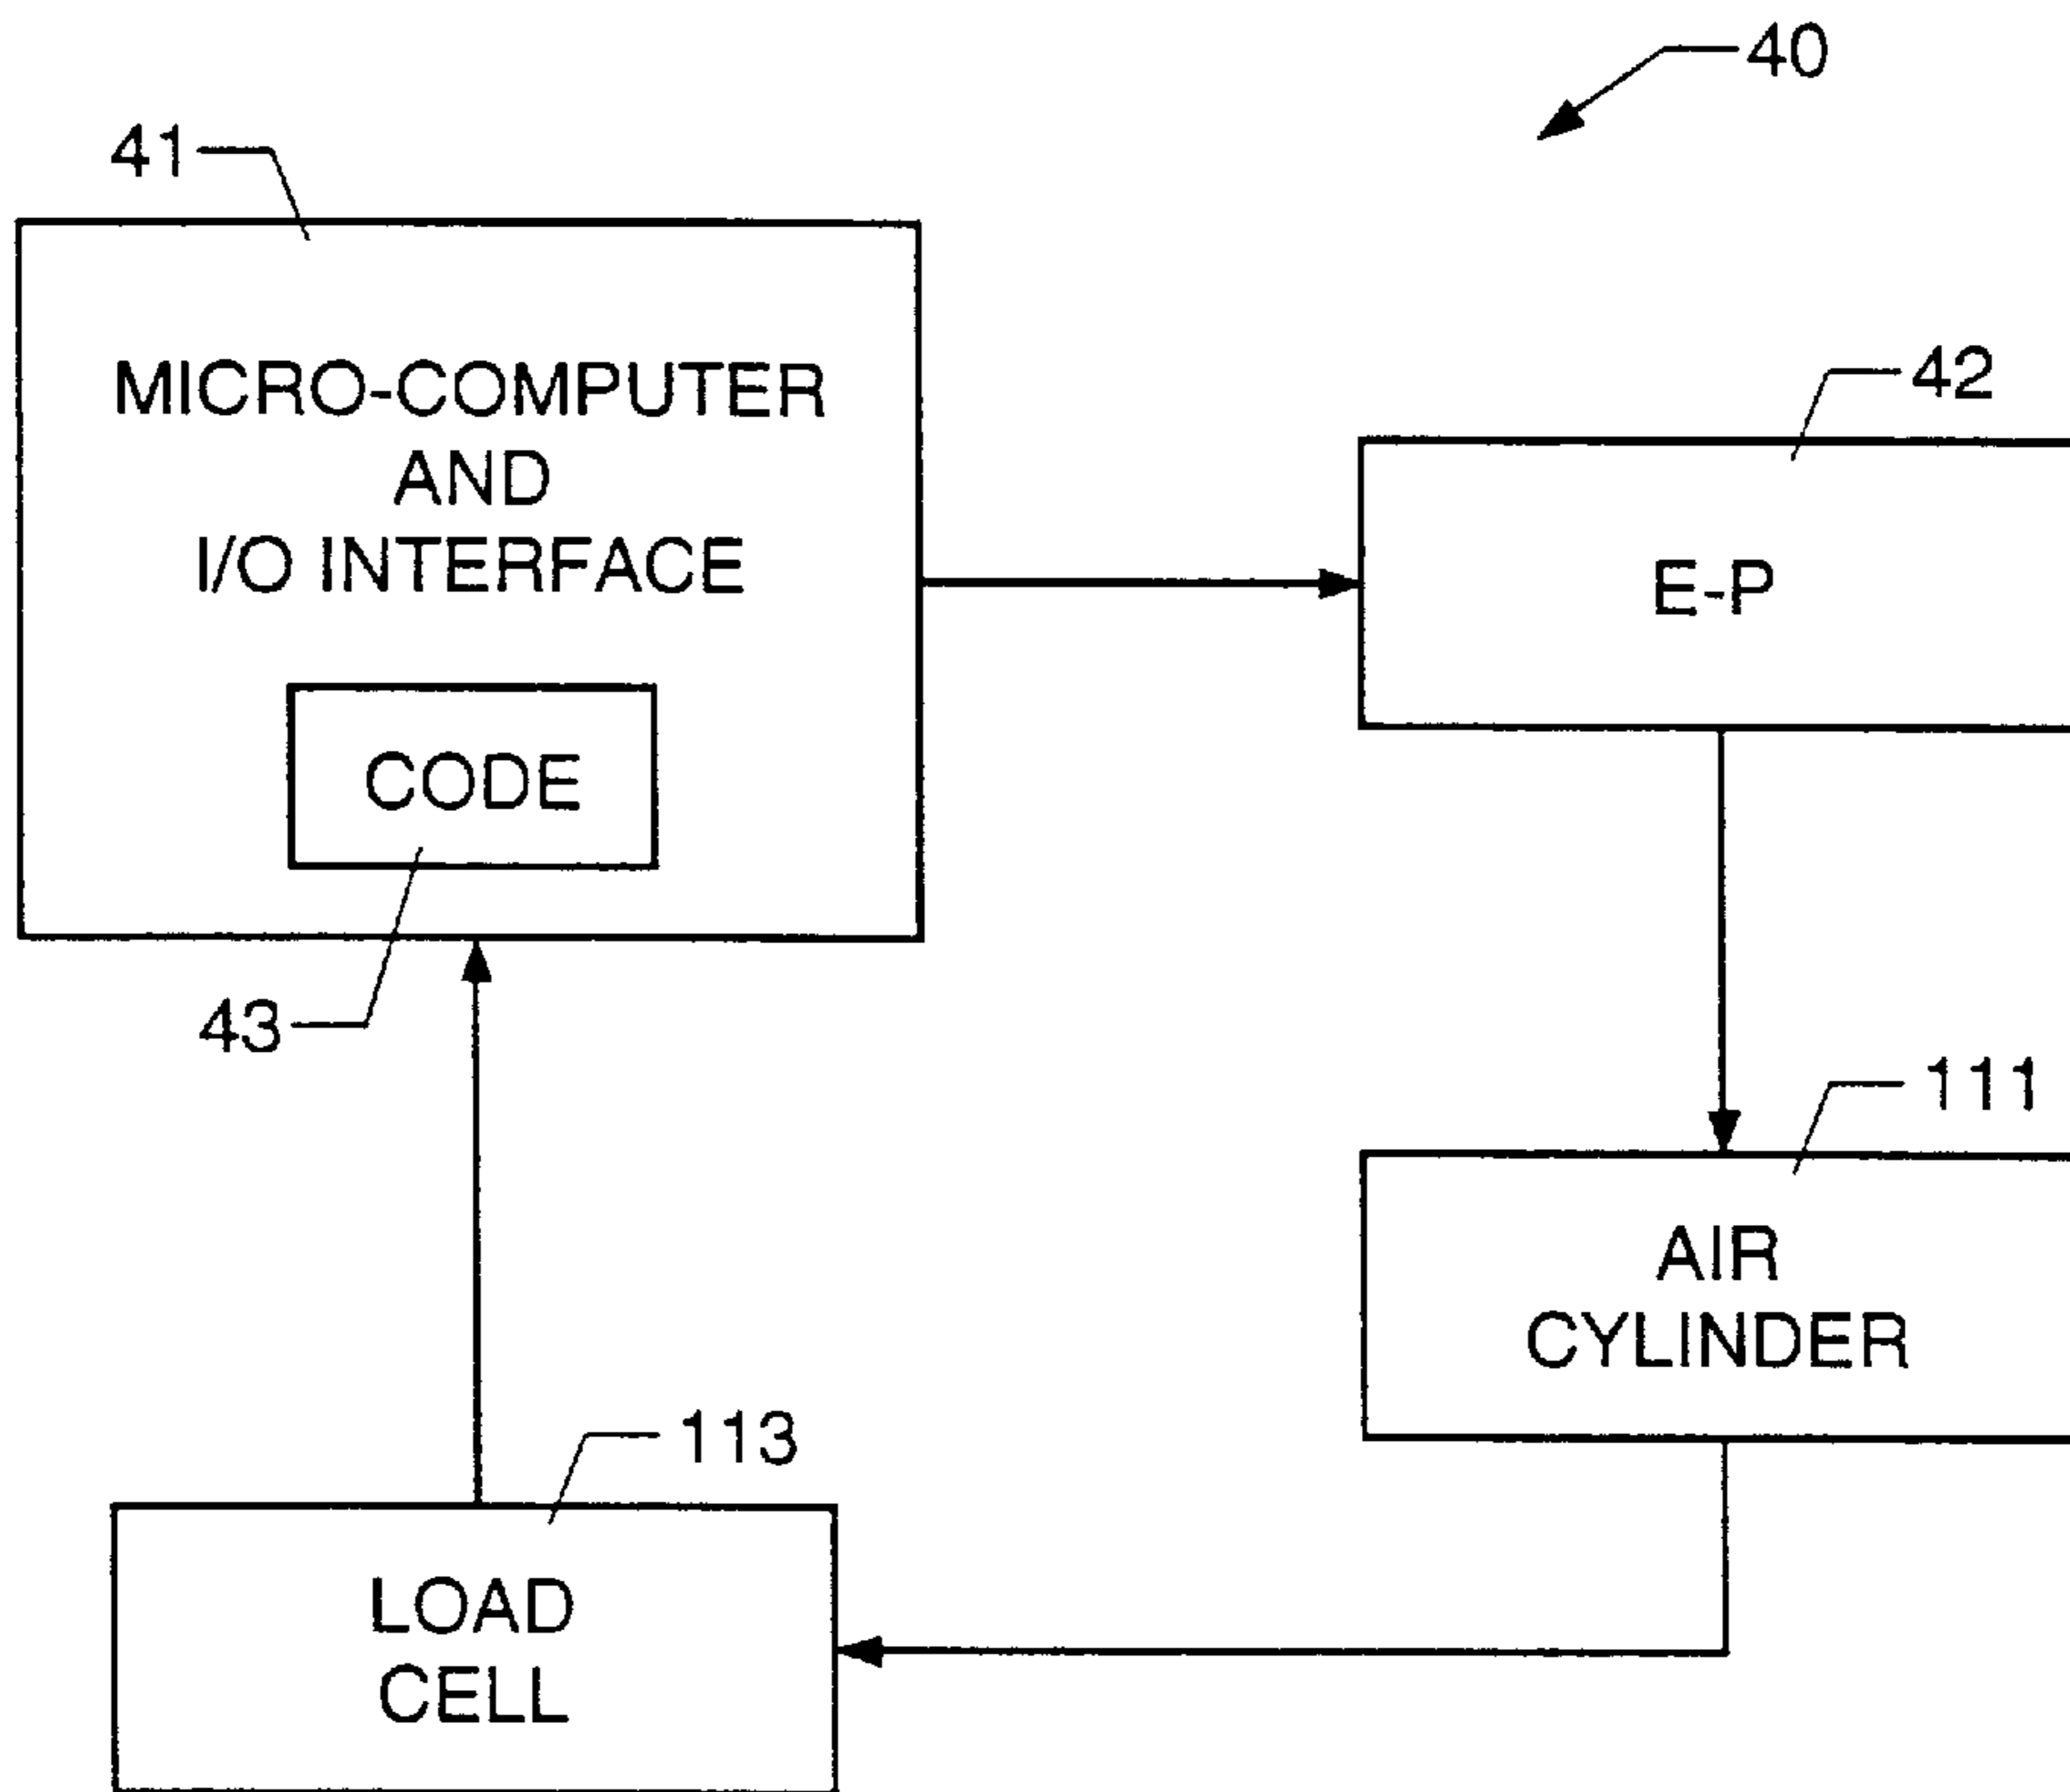 40
41
MICRO-COMPUTER
AND
I/O INTERFACE
42
E-P
CODE
43
111
AIR
CYLINDER
113
LOAD
CELL